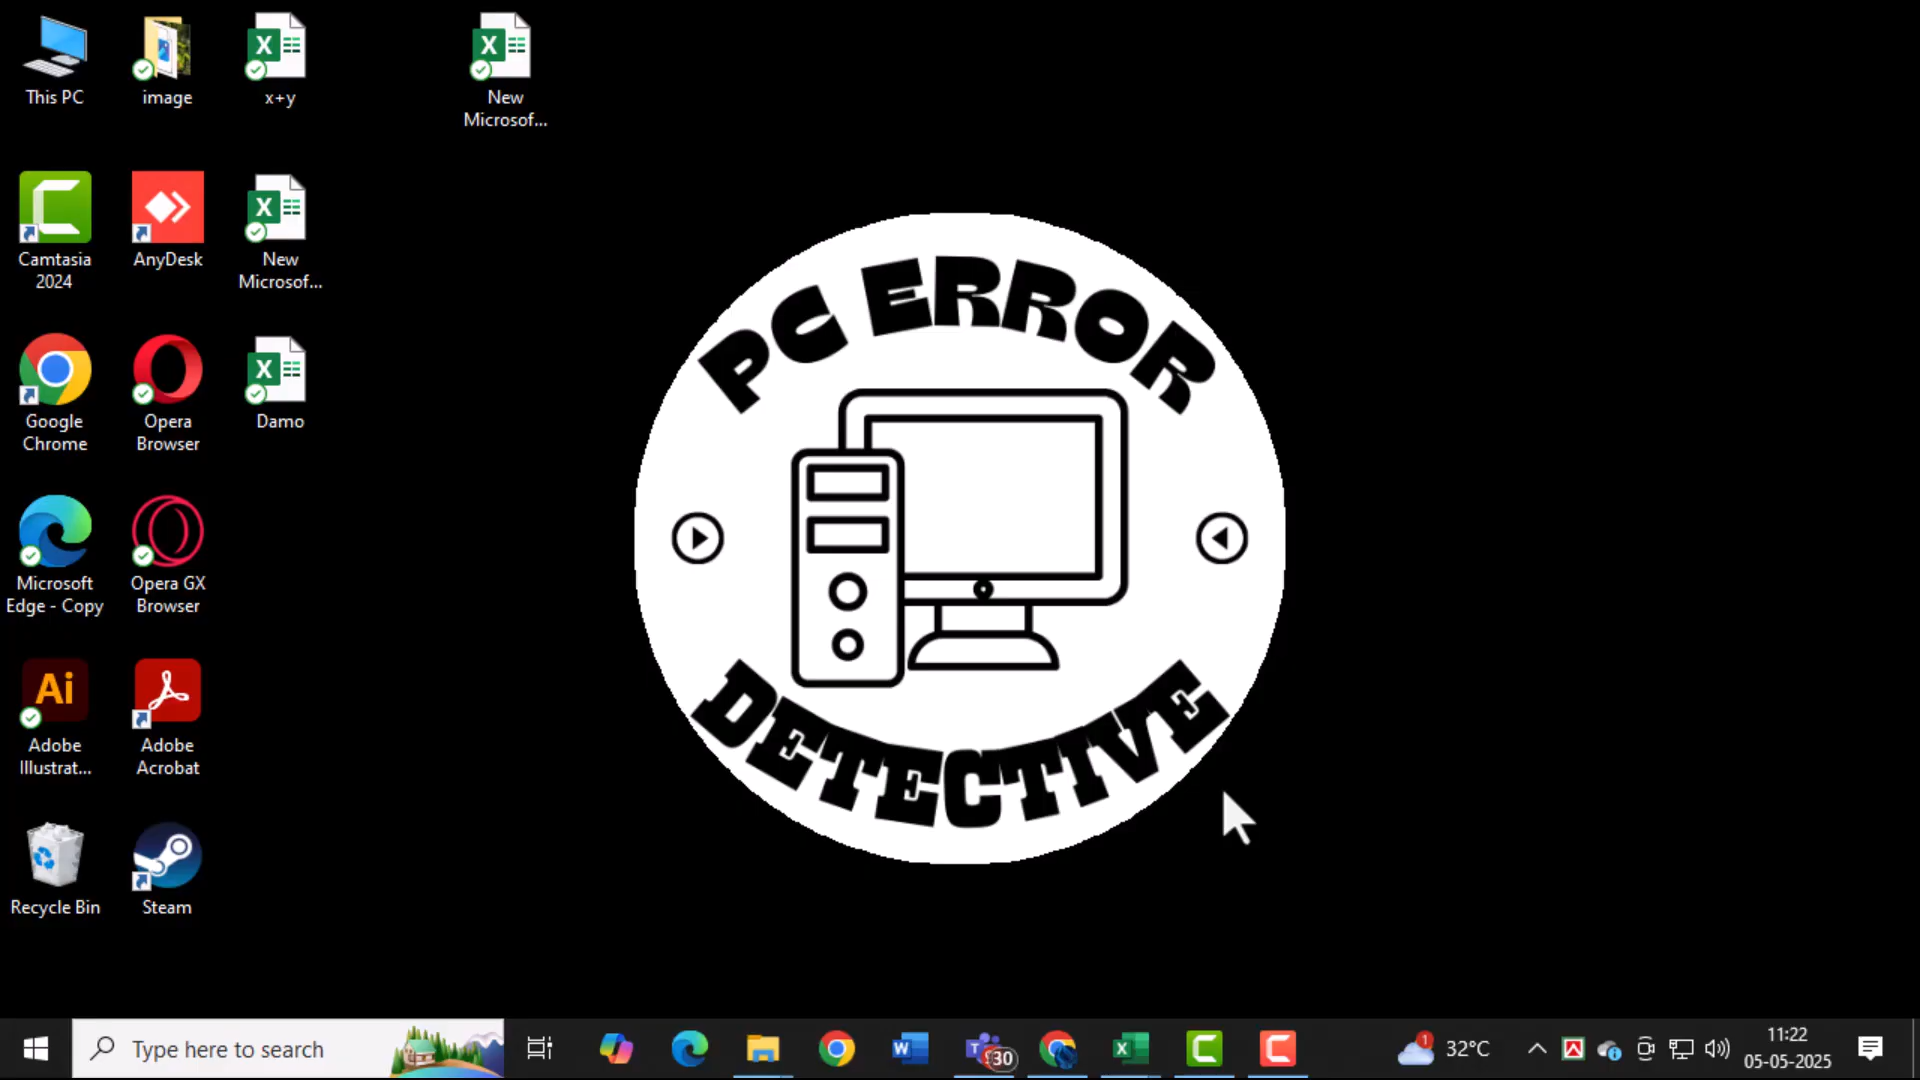 This PC
image
x+y
New
Microsof...
Camtasia
2024
AnyDesk
New
Microsof...
Google
Chrome
Opera
Browser
Damo
Microsoft
Edge - Copy
Opera GX
Browser
Ai
Adobe
Illustrat...
Adobe
Acrobat
Recycle Bin
Steam
PC ERROR
DETECTIVE
Type here to search
30
1
32°C
11:22
05-05-2025